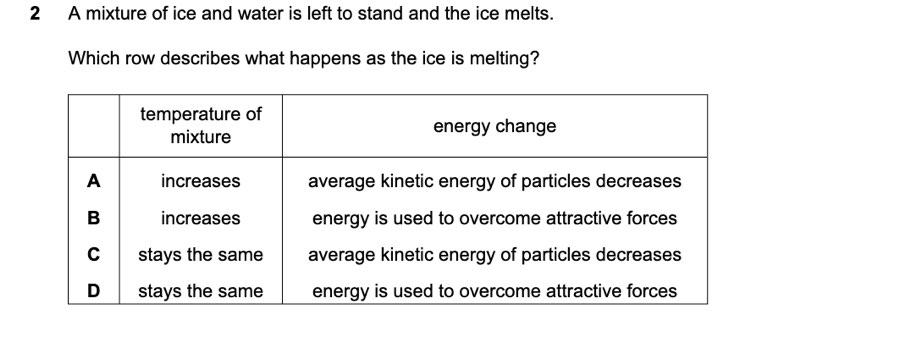 2 A mixture of ice and water is left to stand and the ice melts.
Which row describes what happens as the ice is melting?
temperature of
mixture
energy change
A increases average kinetic energy of particles decreases
B increases energy is used to overcome attractive forces
C stays the same average kinetic energy of particles decreases
D stays the same energy is used to overcome attractive forces